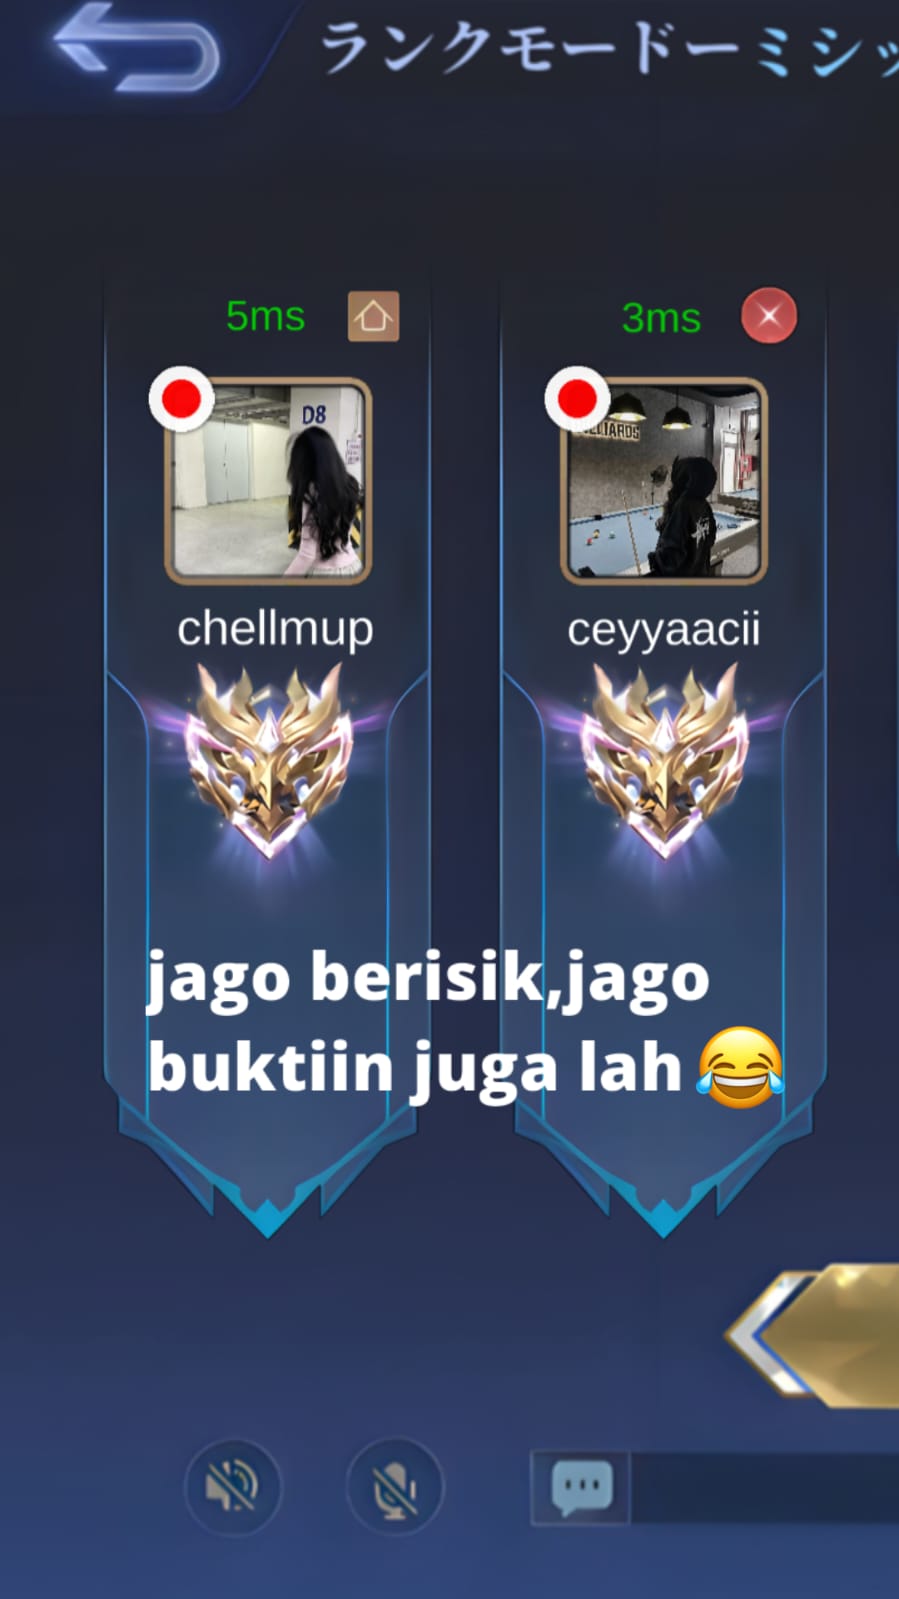 ランクモードーミシッ
5ms
3ms
D8
LLIARDS
chellmup
ceyyaacii
jago berisik,jago
buktiin juga lah 😂